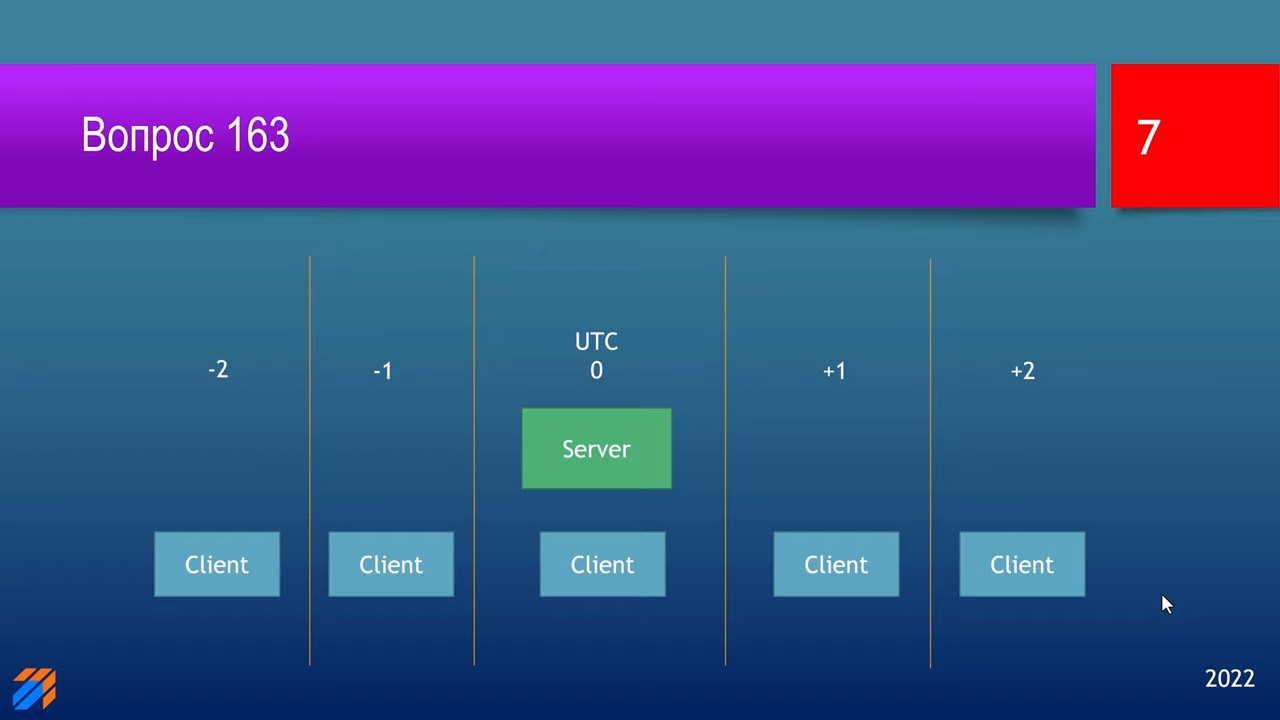 Вопрос 163
7
UTC
-2
-1
0
+1
+2
Server
Client
Client
Client
Client
Client
2022